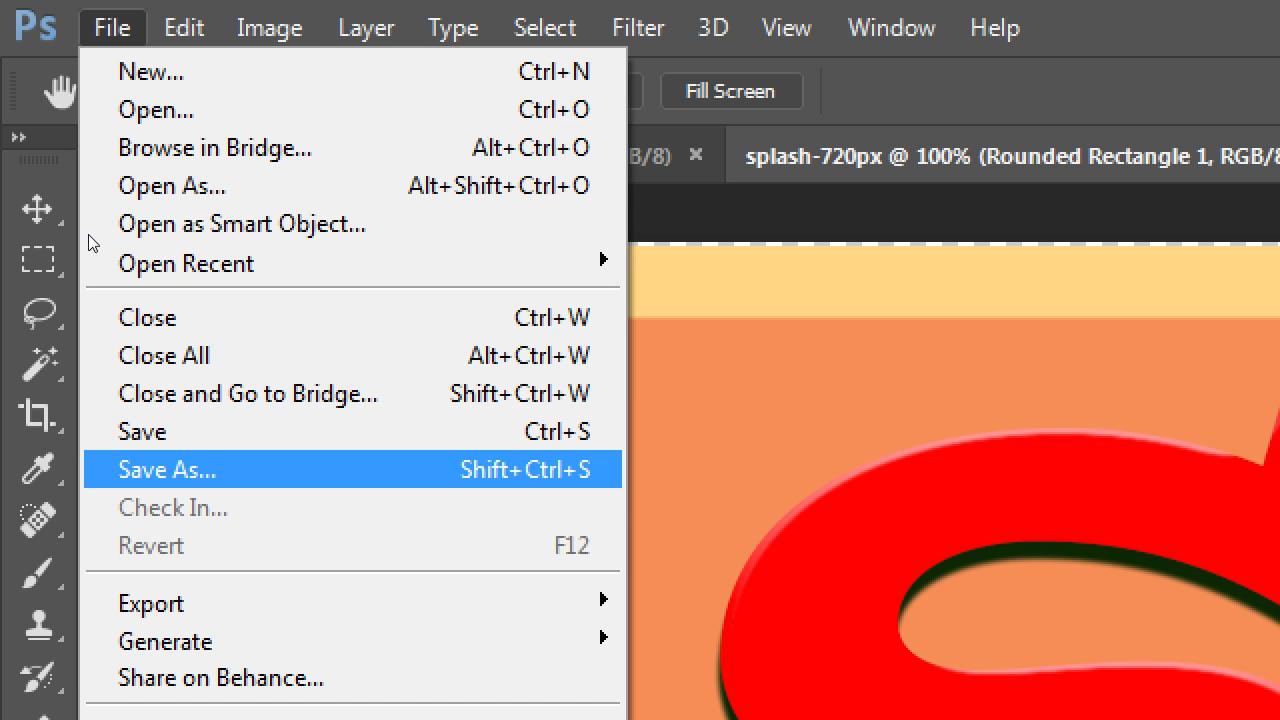 Ps File Edit Image Layer Type Select Filter 3D View Window Help
Fill Screen
B/8) × splash-720px @ 100% (Rounded Rectangle 1, RGB/8
New... Ctrl+N
Open... Ctrl+O
Browse in Bridge... Alt+Ctrl+O
Open As... Alt+Shift+Ctrl+O
Open as Smart Object...
Open Recent
Close Ctrl+W
Close All Alt+Ctrl+W
Close and Go to Bridge... Shift+Ctrl+W
Save Ctrl+S
Save As... Shift+Ctrl+S
Check In...
Revert F12
Export
Generate
Share on Behance...